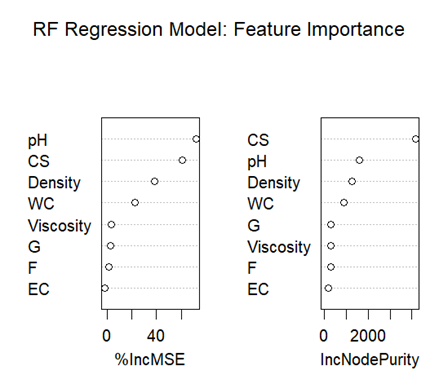 RF Regression Model: Feature Importance
pH
CS
Density
WC
Viscosity
G
F
EC
0 40
%IncMSE
CS
pH
Density
WC
G
Viscosity
F
EC
0 2000
IncNodePurity